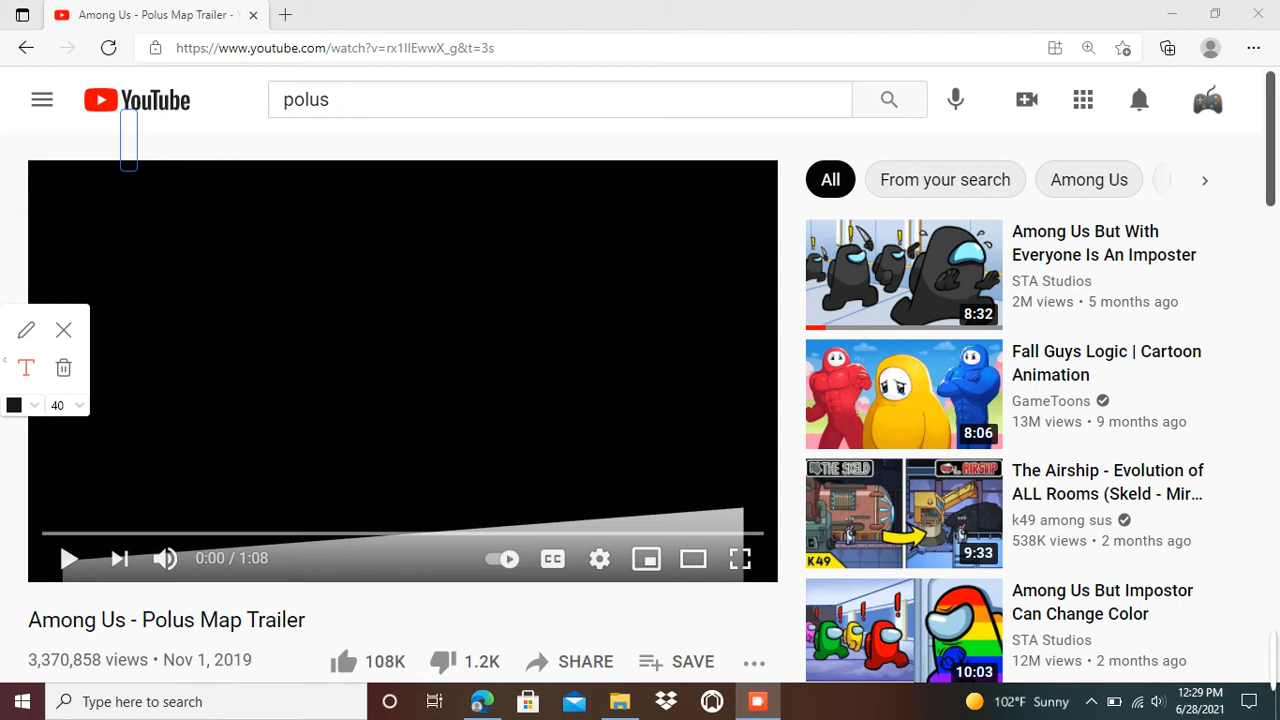 Among Us - Polus Map Trailer -
https://www.youtube.com/watch?v=rx1IIEwwX_g&t=3s
YouTube
polus
All
From your search
Among Us
8:32
Among Us But With
Everyone Is An Imposter
STA Studios
2M views • 5 months ago
T
40
8:06
Fall Guys Logic | Cartoon
Animation
GameToons
13M views • 9 months ago
THE SKELD
AIRSHIP
K49
9:33
The Airship - Evolution of
ALL Rooms (Skeld - Mir...
k49 among sus
538K views • 2 months ago
0:00 / 1:08
CC
10:03
Among Us But Impostor
Can Change Color
STA Studios
12M views • 2 months ago
Among Us - Polus Map Trailer
3,370,858 views • Nov 1, 2019
108K
1.2K
SHARE
SAVE
Type here to search
102°F Sunny
12:29 PM
6/28/2021